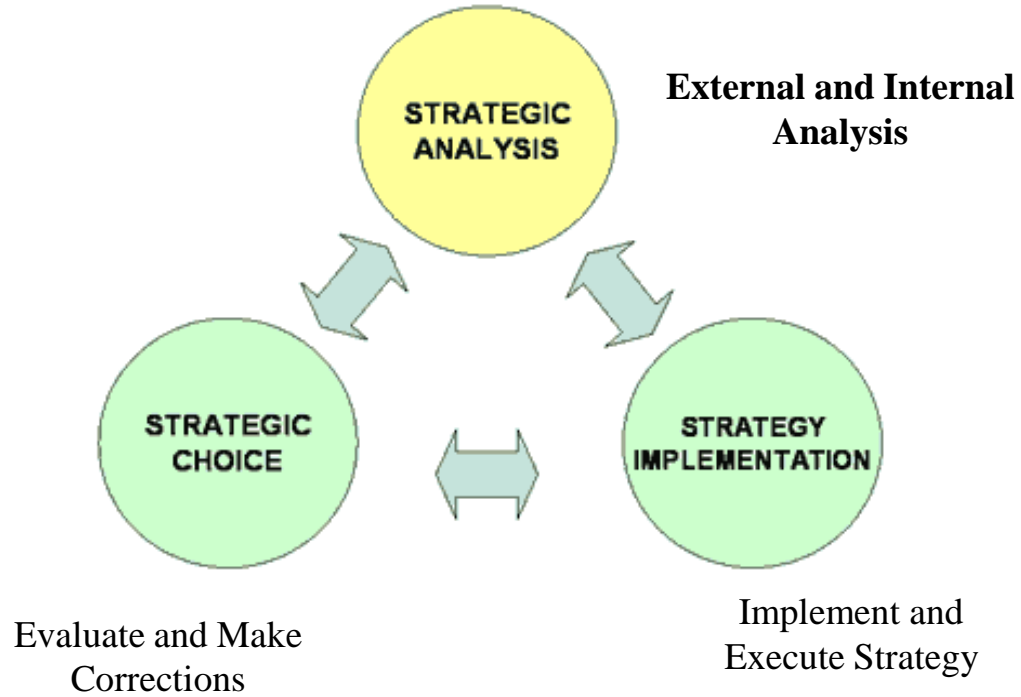 STRATEGIC
ANALYSIS
External and Internal
Analysis
STRATEGIC
CHOICE
STRATEGY
IMPLEMENTATION
Evaluate and Make
Corrections
Implement and
Execute Strategy